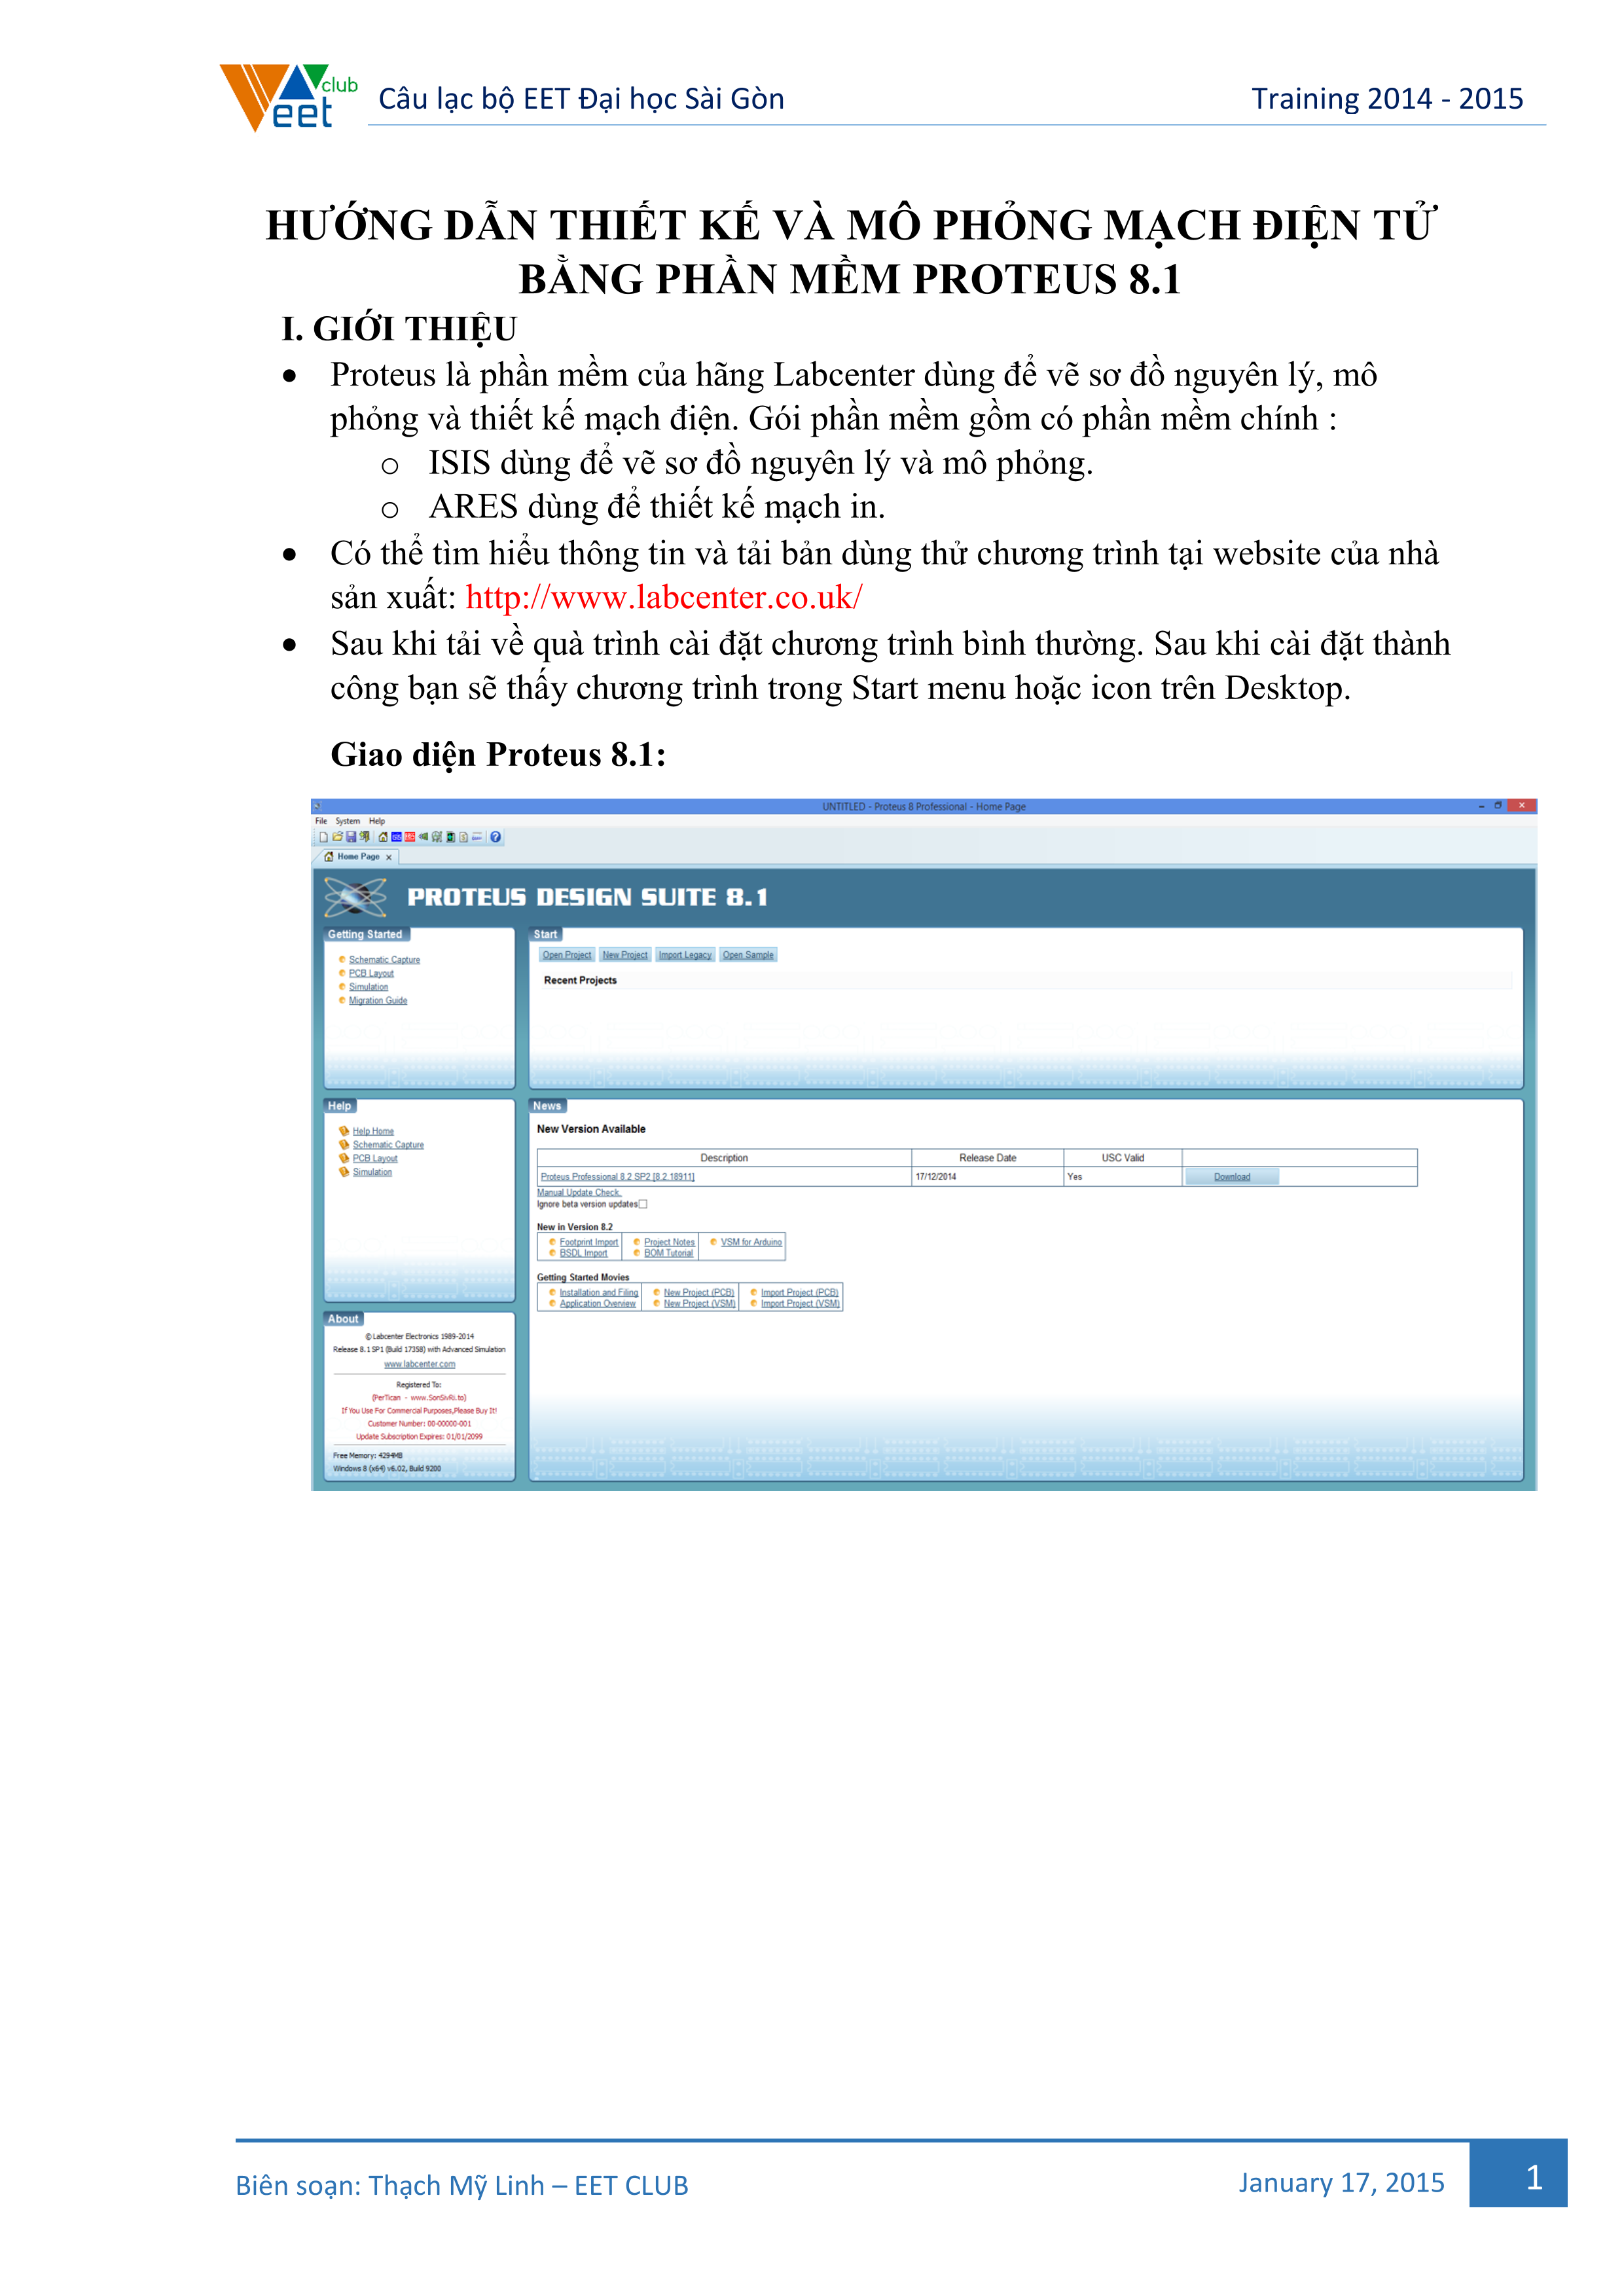 club
eet
Câu lạc bộ EET Đại học Sài Gòn
Training 2014 - 2015
HƯỚNG DẪN THIẾT KẾ VÀ MÔ PHỎNG MẠCH ĐIỆN TỬ
BẰNG PHẦN MỀM PROTEUS 8.1
I. GIỚI THIỆU
• Proteus là phần mềm của hãng Labcenter dùng để vẽ sơ đồ nguyên lý, mô
phỏng và thiết kế mạch điện. Gói phần mềm gồm có phần mềm chính :
o ISIS dùng để vẽ sơ đồ nguyên lý và mô phỏng.
o ARES dùng để thiết kế mạch in.
• Có thể tìm hiểu thông tin và tải bản dùng thử chương trình tại website của nhà
sản xuất: http://www.labcenter.co.uk/
• Sau khi tải về quà trình cài đặt chương trình bình thường. Sau khi cài đặt thành
công bạn sẽ thấy chương trình trong Start menu hoặc icon trên Desktop.
Giao diện Proteus 8.1:
UNTITLED - Proteus 8 Professional - Home Page
File System Help
Home Page
PROTEUS DESIGN SUITE 8.1
Getting Started
Schematic Capture
PCB Layout
Simulation
Migration Guide
Start
Open Project New Project Import Legacy Open Sample
Recent Projects
Help
Help Home
Schematic Capture
PCB Layout
Simulation
News
New Version Available
Description Release Date USC Valid
Proteus Professional 8.2 SP2 [8.2.18911] 17/12/2014 Yes Download
Manual Update Check
Ignore beta version updates
New in Version 8.2
Footprint Import Project Notes VSM for Arduino
BSDL Import BOM Tutorial
Getting Started Movies
Installation and Filing New Project (PCB) Import Project (PCB)
Application Overview New Project (VSM) Import Project (VSM)
About
© Labcenter Electronics 1989-2014
Release 8.1 SP1 (Build 17358) with Advanced Simulation
www.labcenter.com
Registered To:
(PerTican - www.SonSivRi.to)
If You Use For Commercial Purposes,Please Buy It!
Customer Number: 00-00000-001
Update Subscription Expires: 01/01/2099
Free Memory: 4294MB
Windows 8 (x64) v6.02, Build 9200
Biên soạn: Thạch Mỹ Linh – EET CLUB
January 17, 2015
1